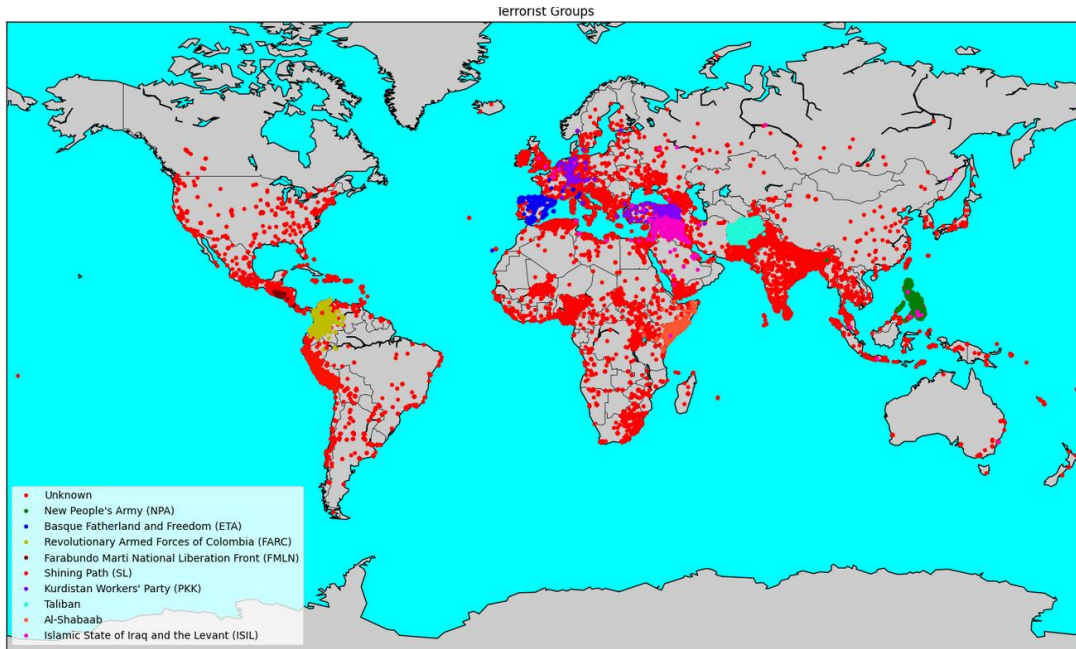 Terrorist Groups
Unknown
New People's Army (NPA)
Basque Fatherland and Freedom (ETA)
Revolutionary Armed Forces of Colombia (FARC)
Farabundo Marti National Liberation Front (FMLN)
Shining Path (SL)
Kurdistan Workers' Party (PKK)
Taliban
Al-Shabaab
Islamic State of Iraq and the Levant (ISIL)